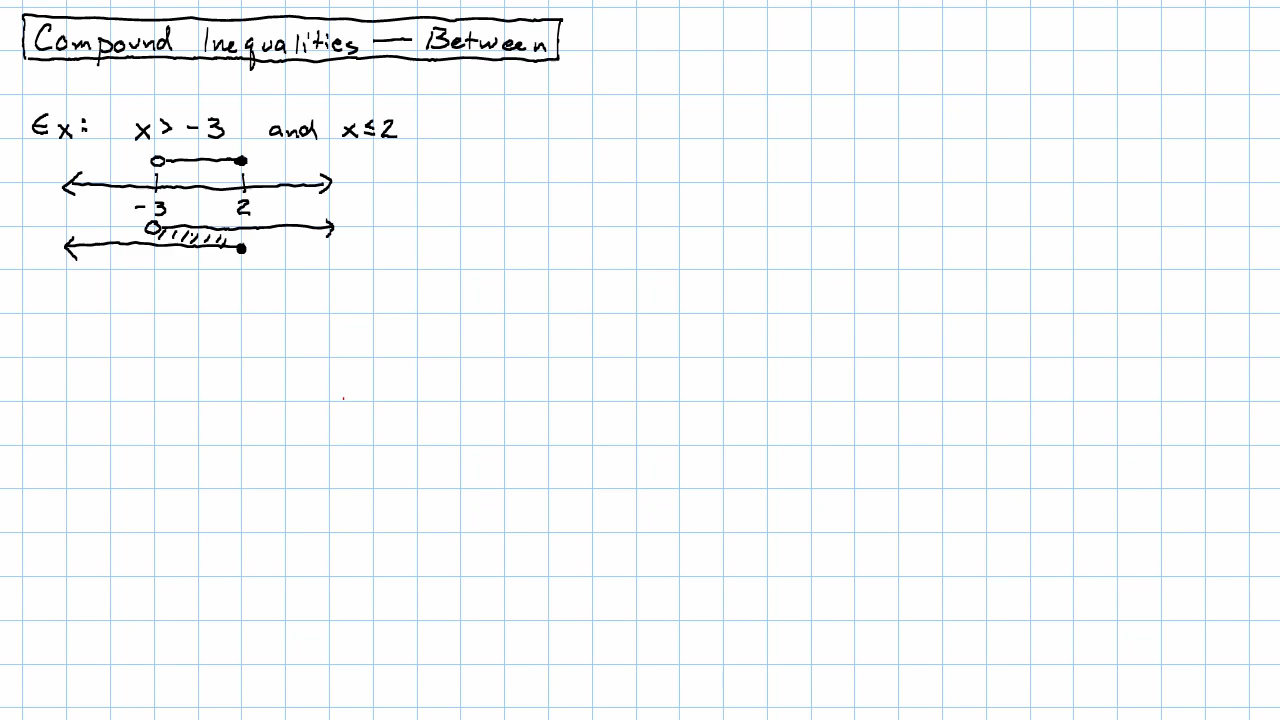 Compound Inequalities — Between
Ex: x > -3 and x ≤ 2
-3 2